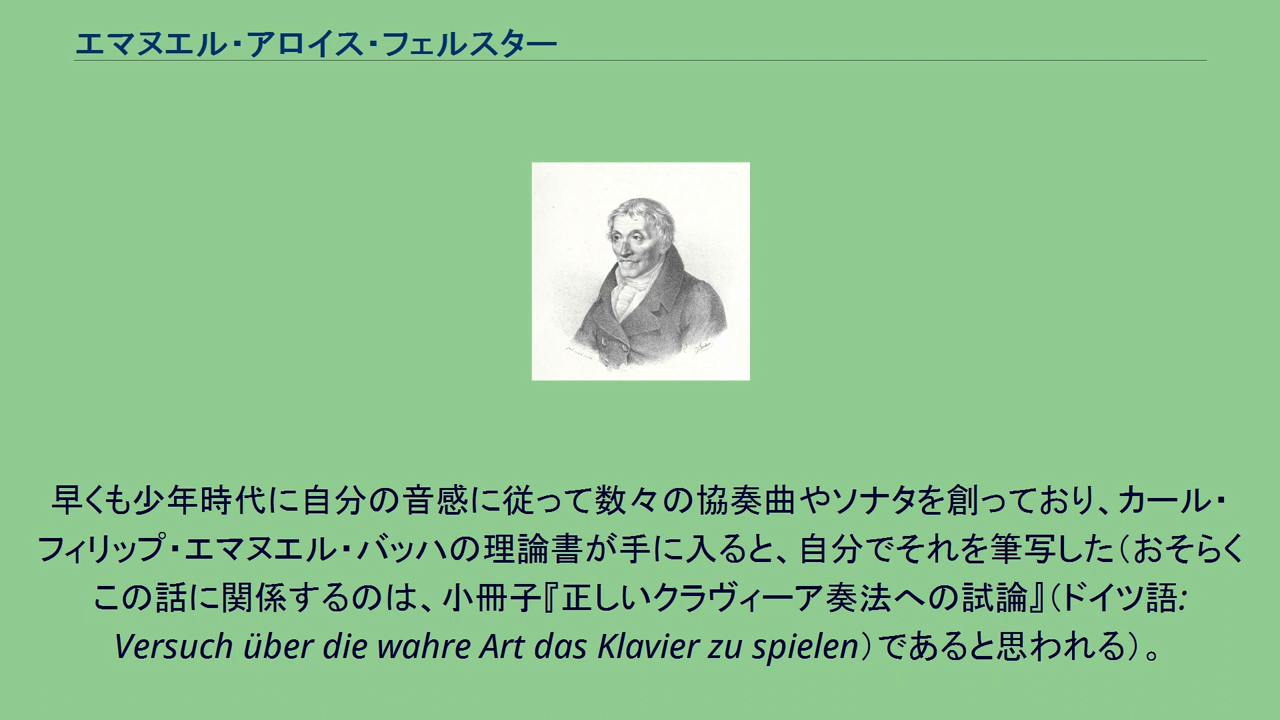 エマヌエル・アロイス・フェルスター
早くも少年時代に自分の音感に従って数々の協奏曲やソナタを創っており、カール・
フィリップ・エマヌエル・バッハの理論書が手に入ると、自分でそれを筆写した（おそらく
この話に関係するのは、小冊子『正しいクラヴィーア奏法への試論』（ドイツ語:
Versuch über die wahre Art das Klavier zu spielen）であると思われる）。